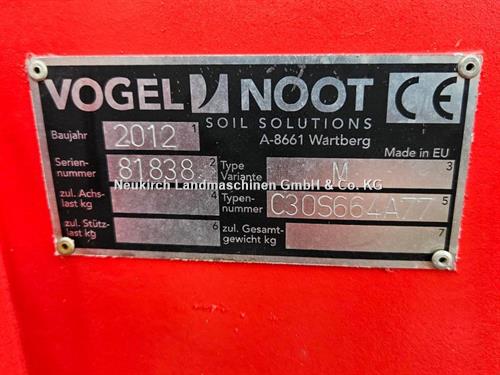 VOGEL NOOT CE
SOIL SOLUTIONS
A-8661 Wartberg
Made in EU
Baujahr 2012 1
Serien-nummer 81838 2 Type Variante M 3
Neukirch Landmaschinen GmbH & Co. KG
zul. Achs-last kg 4 Typen-nummer C30S664A77 5
zul. Stütz-last kg 6 zul. Gesamt-gewicht kg 7